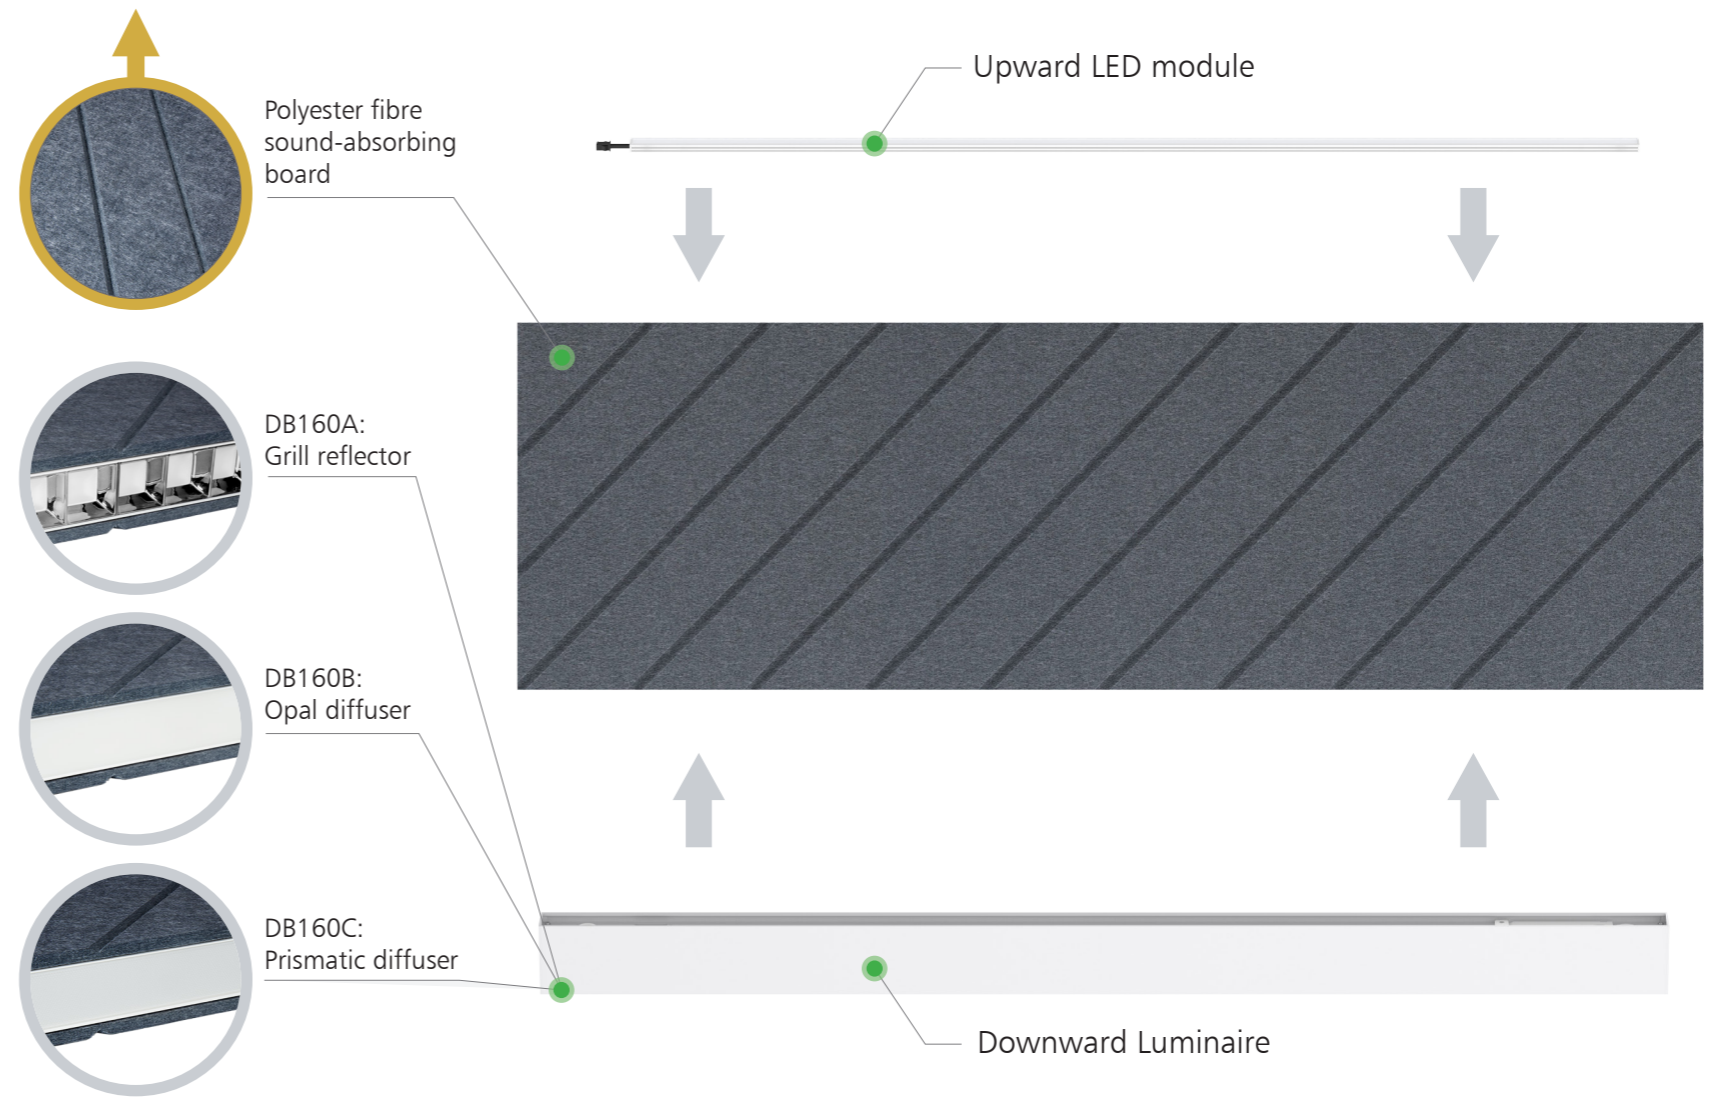 Upward LED module
Polyester fibre
sound-absorbing
board
DB160A:
Grill reflector
DB160B:
Opal diffuser
DB160C:
Prismatic diffuser
Downward Luminaire